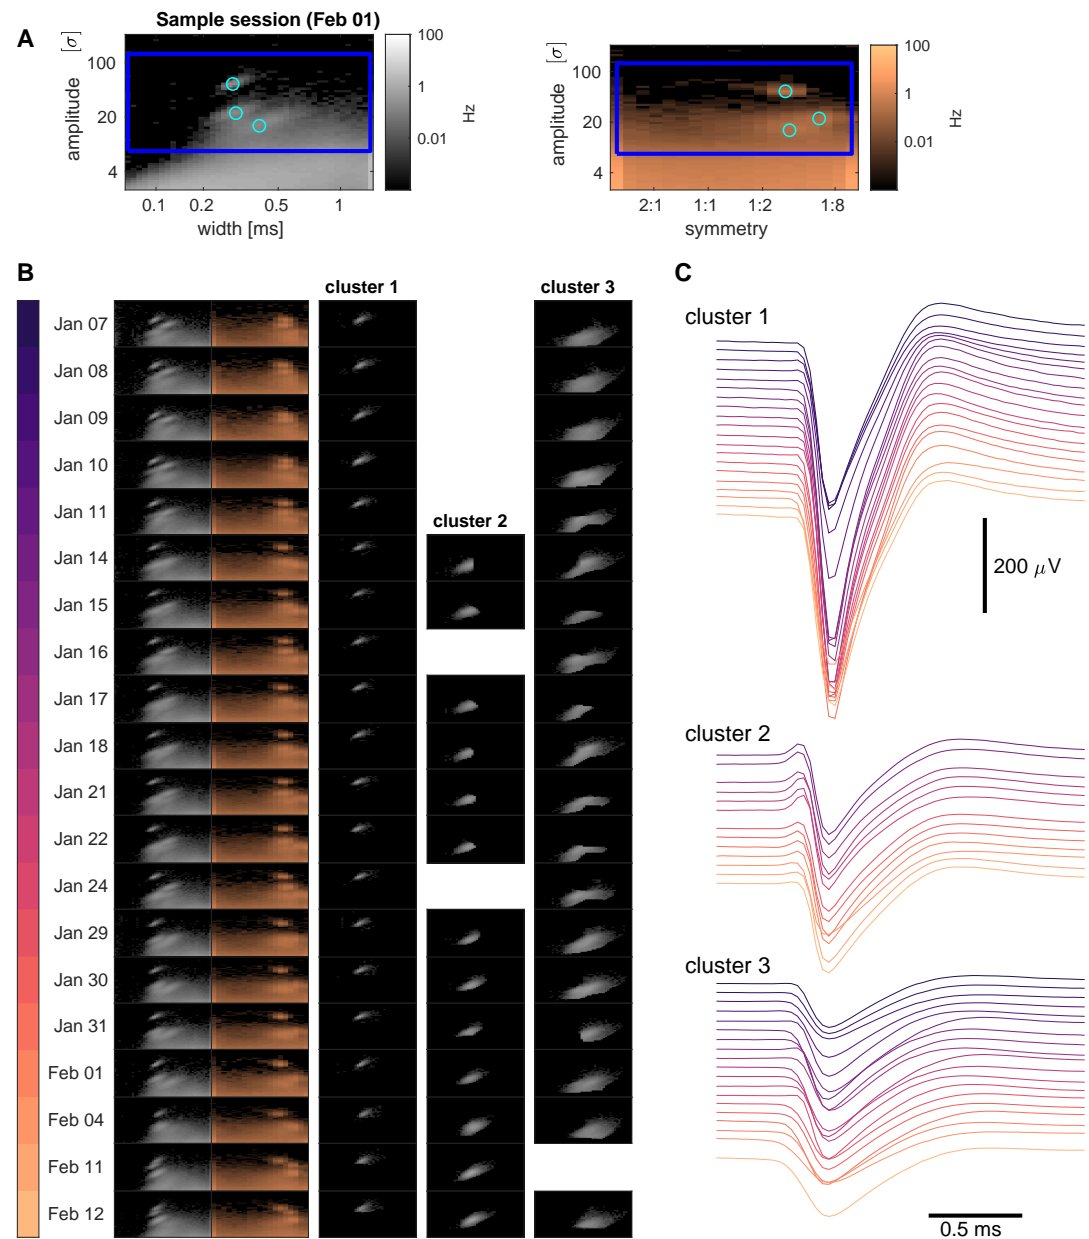 A
Sample session (Feb 01)
amplitude [σ]
100
20
4
0.1 0.2 0.5 1
width [ms]
100
1
0.01
Hz
amplitude [σ]
100
20
4
2:1 1:1 1:2 1:8
symmetry
100
1
0.01
Hz
B
cluster 1
cluster 2
cluster 3
Jan 07
Jan 08
Jan 09
Jan 10
Jan 11
Jan 14
Jan 15
Jan 16
Jan 17
Jan 18
Jan 21
Jan 22
Jan 24
Jan 29
Jan 30
Jan 31
Feb 01
Feb 04
Feb 11
Feb 12
C
cluster 1
200 μV
cluster 2
cluster 3
0.5 ms